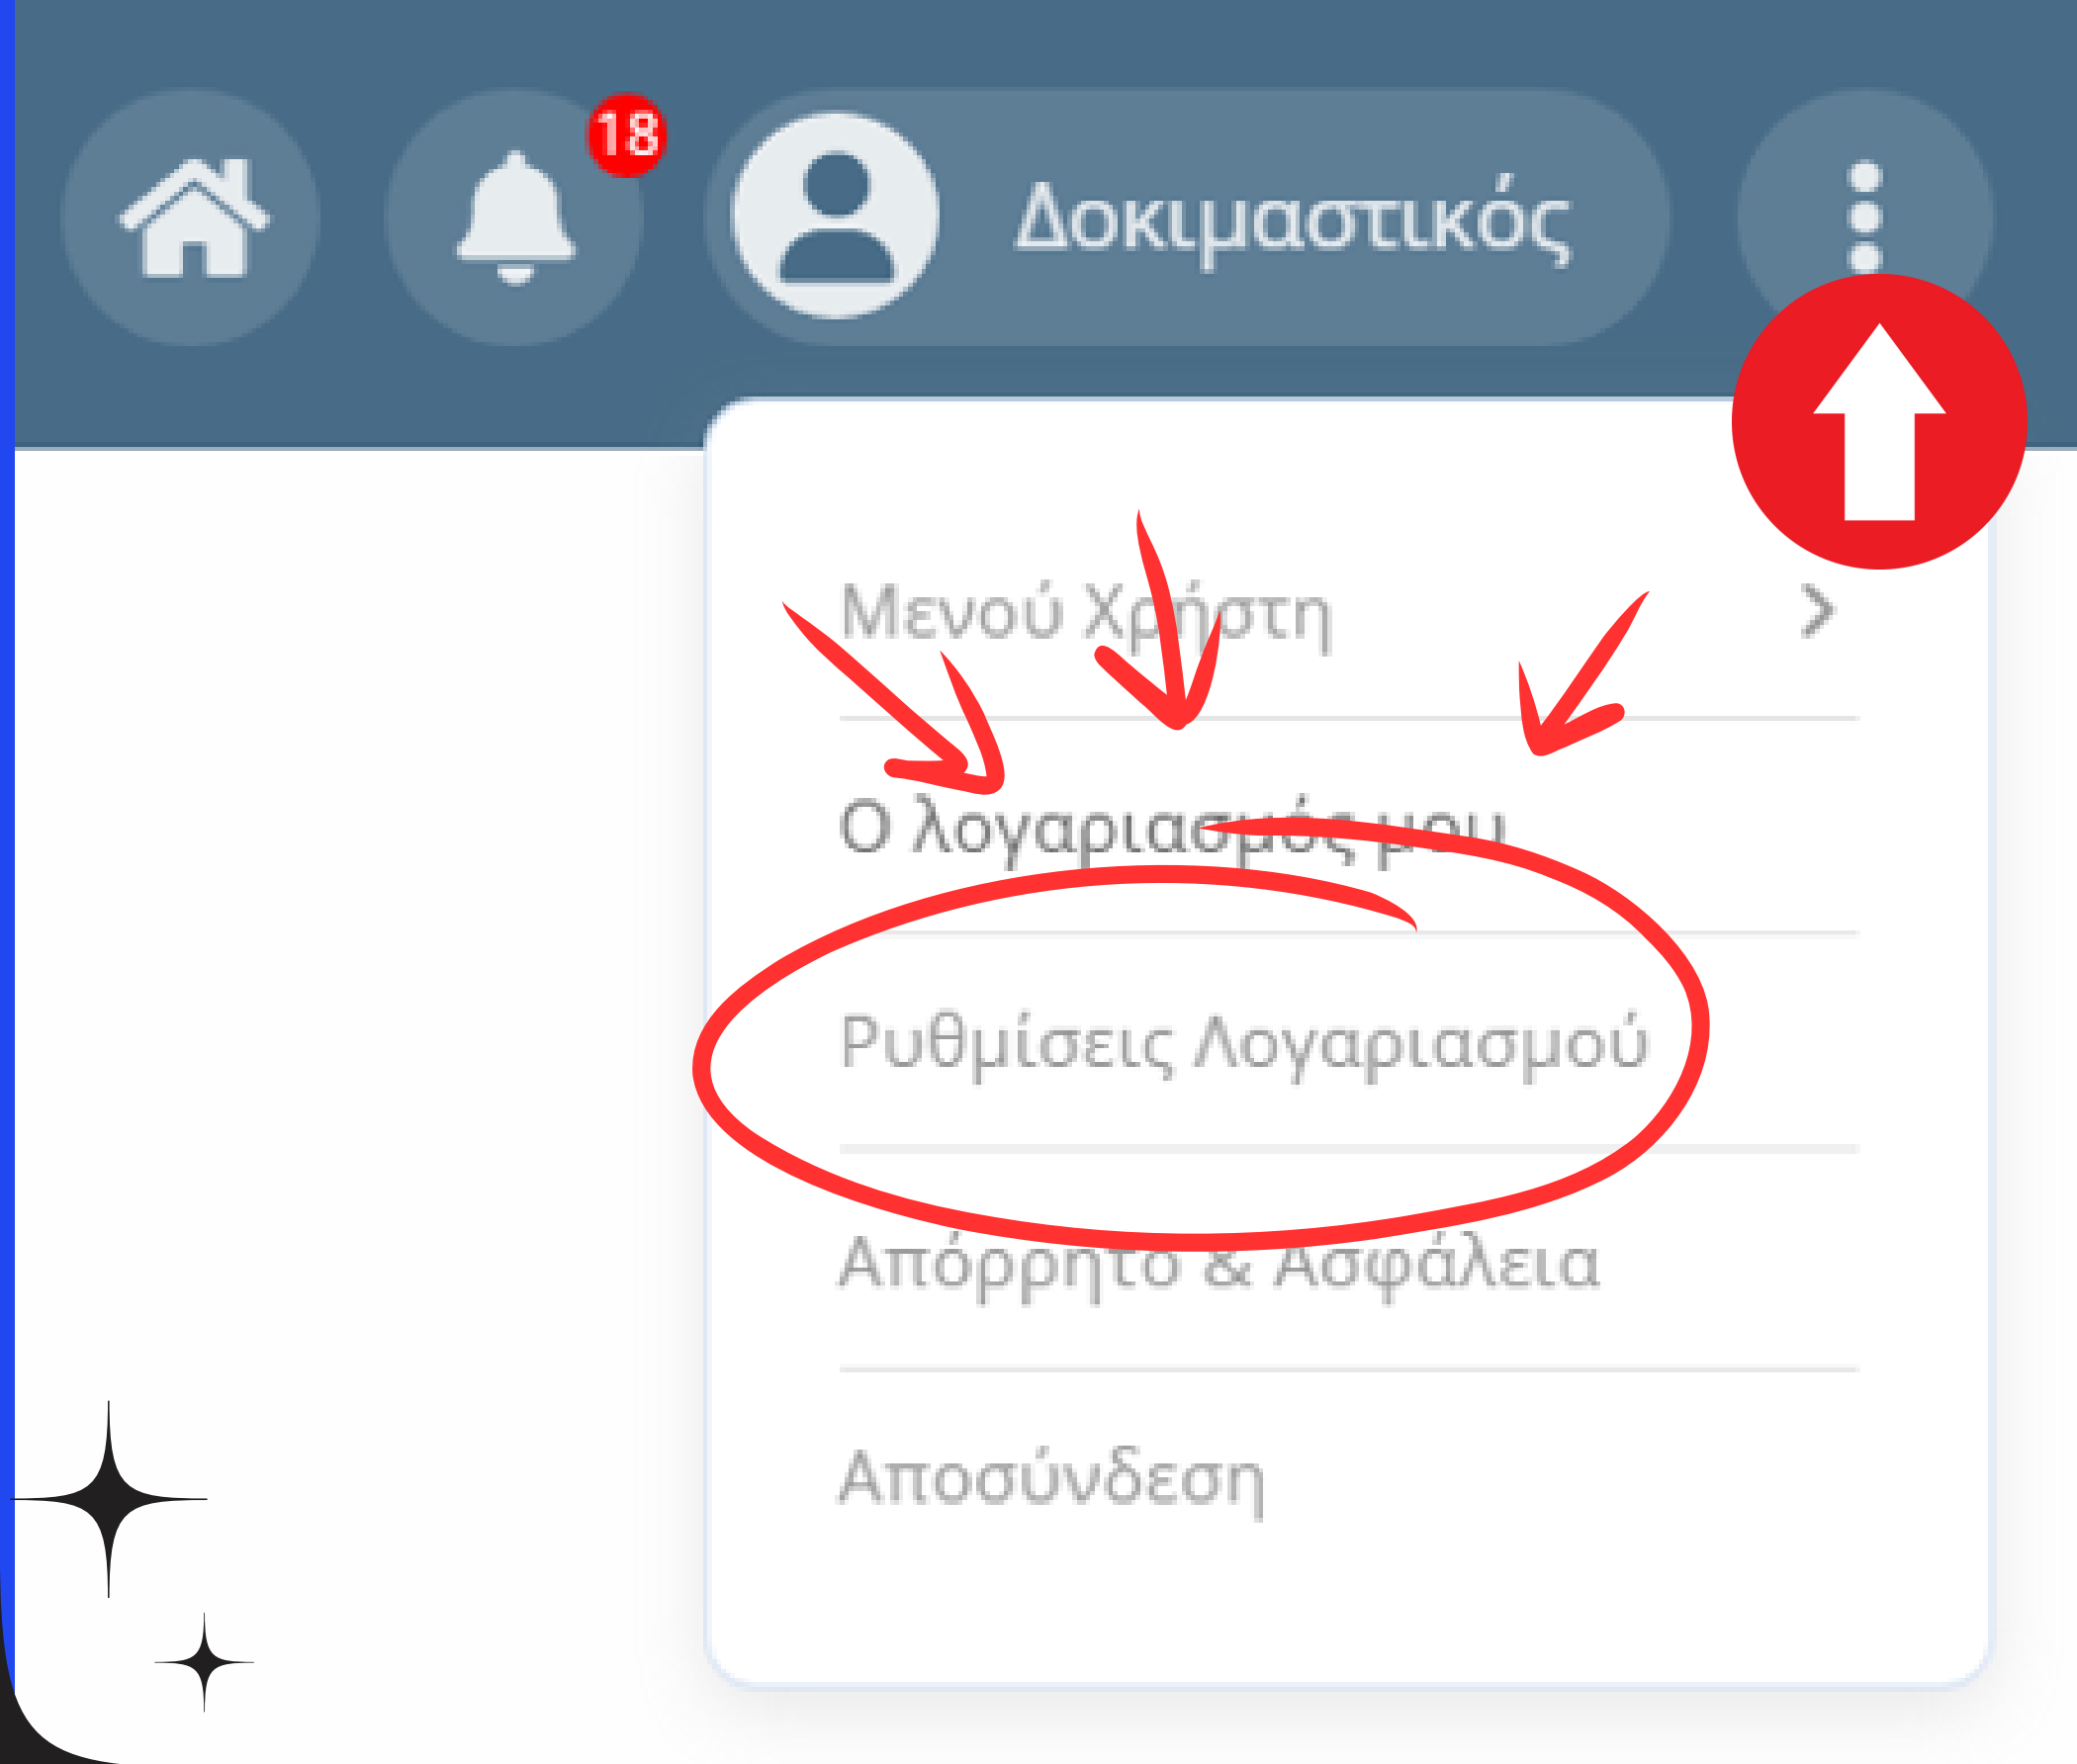 18
Δοκιμαστικός
Μενού Χρήστη
Ο λογαριασμός μου
Ρυθμίσεις Λογαριασμού
Απόρρητο & Ασφάλεια
Αποσύνδεση